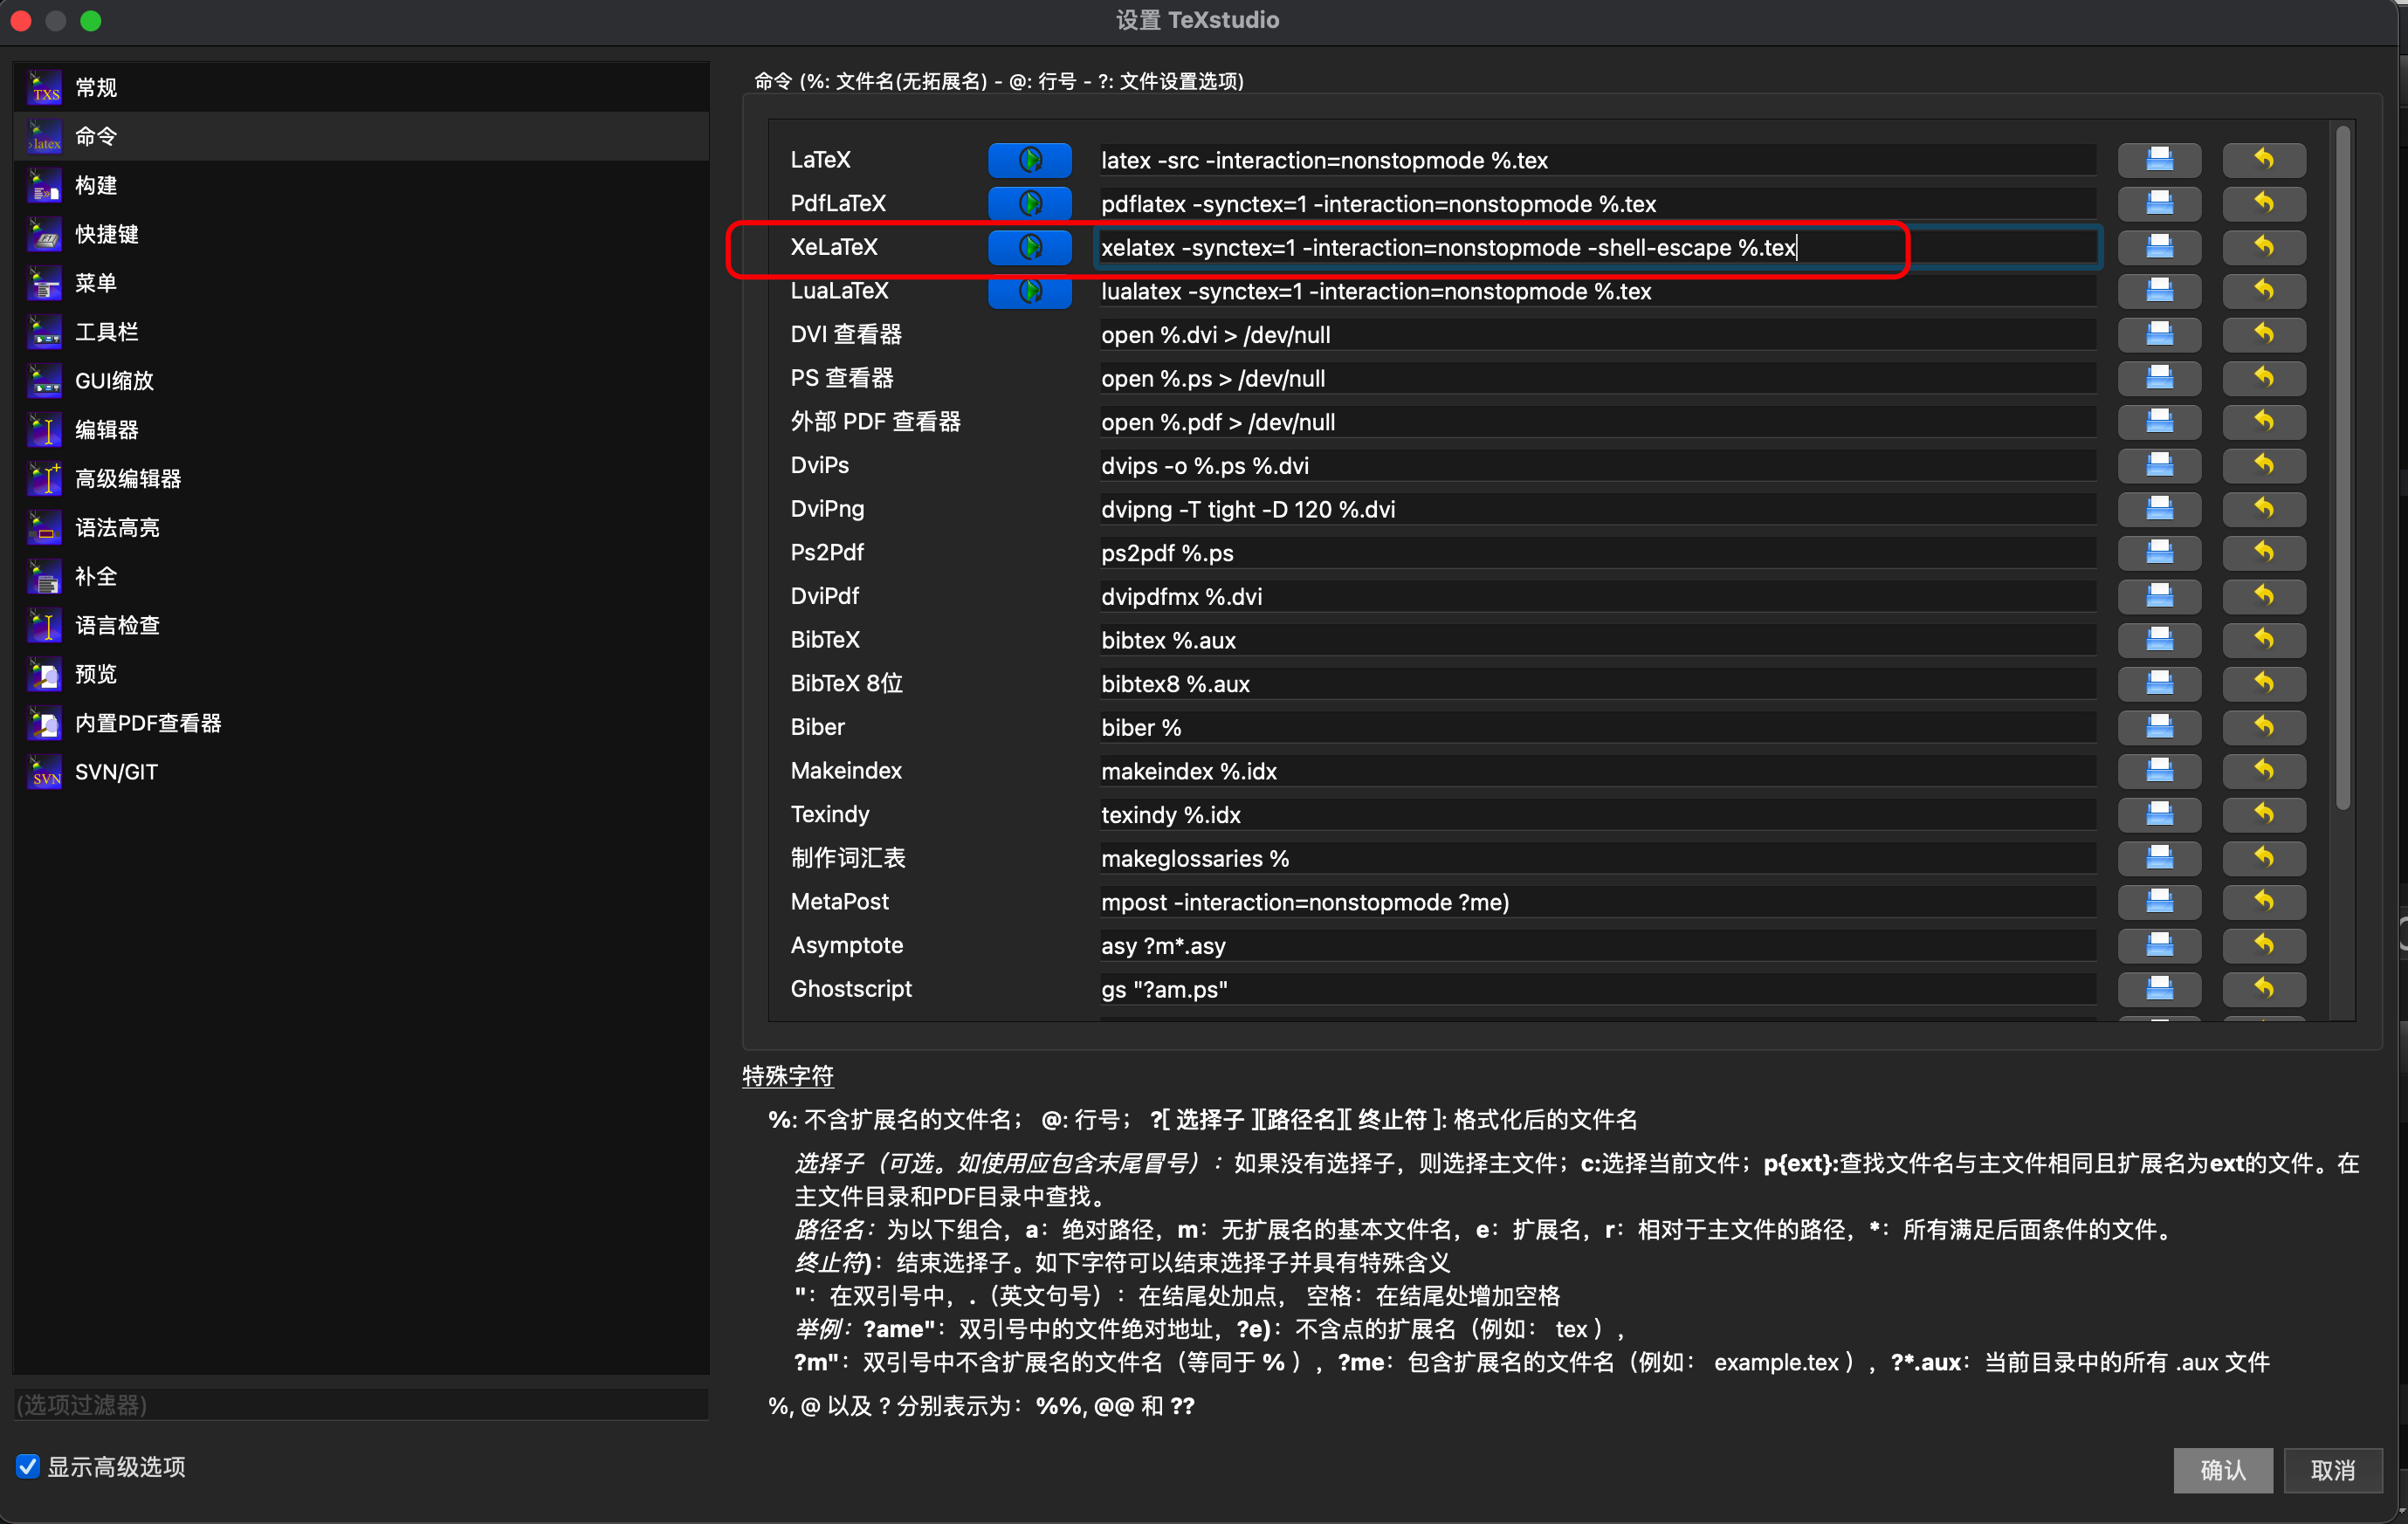 设置 TeXstudio
常规
命令
构建
快捷键
菜单
工具栏
GUI缩放
编辑器
高级编辑器
语法高亮
补全
语言检查
预览
内置PDF查看器
SVN/GIT
(选项过滤器)
显示高级选项
命令 (%: 文件名(无拓展名) - @: 行号 - ?: 文件设置选项)
LaTeX latex -src -interaction=nonstopmode %.tex
PdfLaTeX pdflatex -synctex=1 -interaction=nonstopmode %.tex
XeLaTeX xelatex -synctex=1 -interaction=nonstopmode -shell-escape %.tex
LuaLaTeX lualatex -synctex=1 -interaction=nonstopmode %.tex
DVI 查看器 open %.dvi > /dev/null
PS 查看器 open %.ps > /dev/null
外部 PDF 查看器 open %.pdf > /dev/null
DviPs dvips -o %.ps %.dvi
DviPng dvipng -T tight -D 120 %.dvi
Ps2Pdf ps2pdf %.ps
DviPdf dvipdfmx %.dvi
BibTeX bibtex %.aux
BibTeX 8位 bibtex8 %.aux
Biber biber %
Makeindex makeindex %.idx
Texindy texindy %.idx
制作词汇表 makeglossaries %
MetaPost mpost -interaction=nonstopmode ?me)
Asymptote asy ?m*.asy
Ghostscript gs "?am.ps"
特殊字符
%: 不含扩展名的文件名； @: 行号； ?[ 选择子 ][路径名][ 终止符 ]: 格式化后的文件名
选择子（可选。如使用应包含末尾冒号）：如果没有选择子，则选择主文件；c:选择当前文件；p{ext}:查找文件名与主文件相同且扩展名为ext的文件。在
主文件目录和PDF目录中查找。
路径名：为以下组合，a：绝对路径，m：无扩展名的基本文件名，e：扩展名，r：相对于主文件的路径，*：所有满足后面条件的文件。
终止符)：结束选择子。如下字符可以结束选择子并具有特殊含义
"：在双引号中，.（英文句号）：在结尾处加点， 空格：在结尾处增加空格
举例：?ame"：双引号中的文件绝对地址，?e)：不含点的扩展名（例如： tex ），
?m"：双引号中不含扩展名的文件名（等同于 % ），?me：包含扩展名的文件名（例如： example.tex ），?*.aux：当前目录中的所有 .aux 文件
%, @ 以及 ? 分别表示为：%%, @@ 和 ??
确认
取消